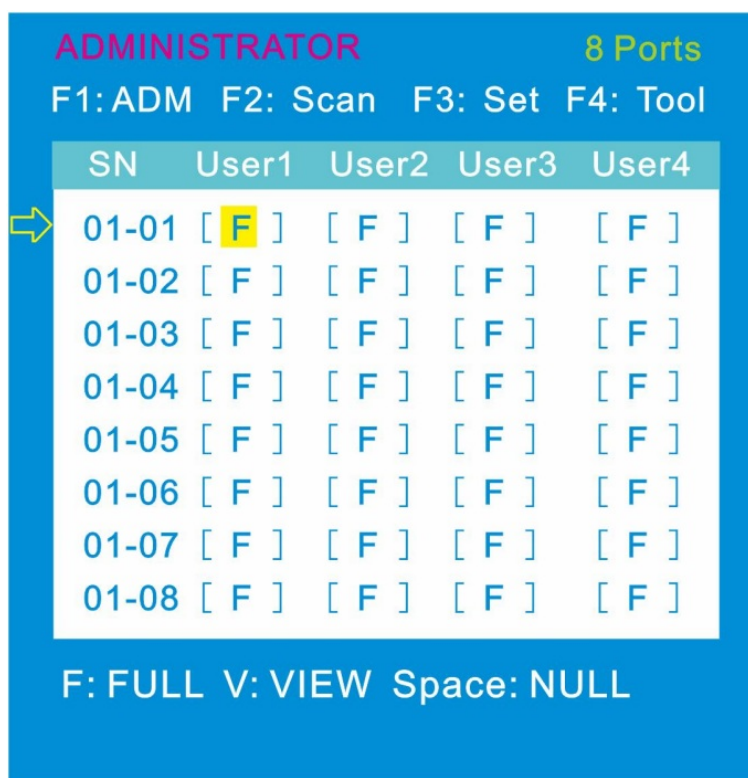 ADMINISTRATOR 8 Ports
F1: ADM F2: Scan F3: Set F4: Tool
SN User1 User2 User3 User4
01-01 [ F ] [ F ] [ F ] [ F ]
01-02 [ F ] [ F ] [ F ] [ F ]
01-03 [ F ] [ F ] [ F ] [ F ]
01-04 [ F ] [ F ] [ F ] [ F ]
01-05 [ F ] [ F ] [ F ] [ F ]
01-06 [ F ] [ F ] [ F ] [ F ]
01-07 [ F ] [ F ] [ F ] [ F ]
01-08 [ F ] [ F ] [ F ] [ F ]
F: FULL V: VIEW Space: NULL